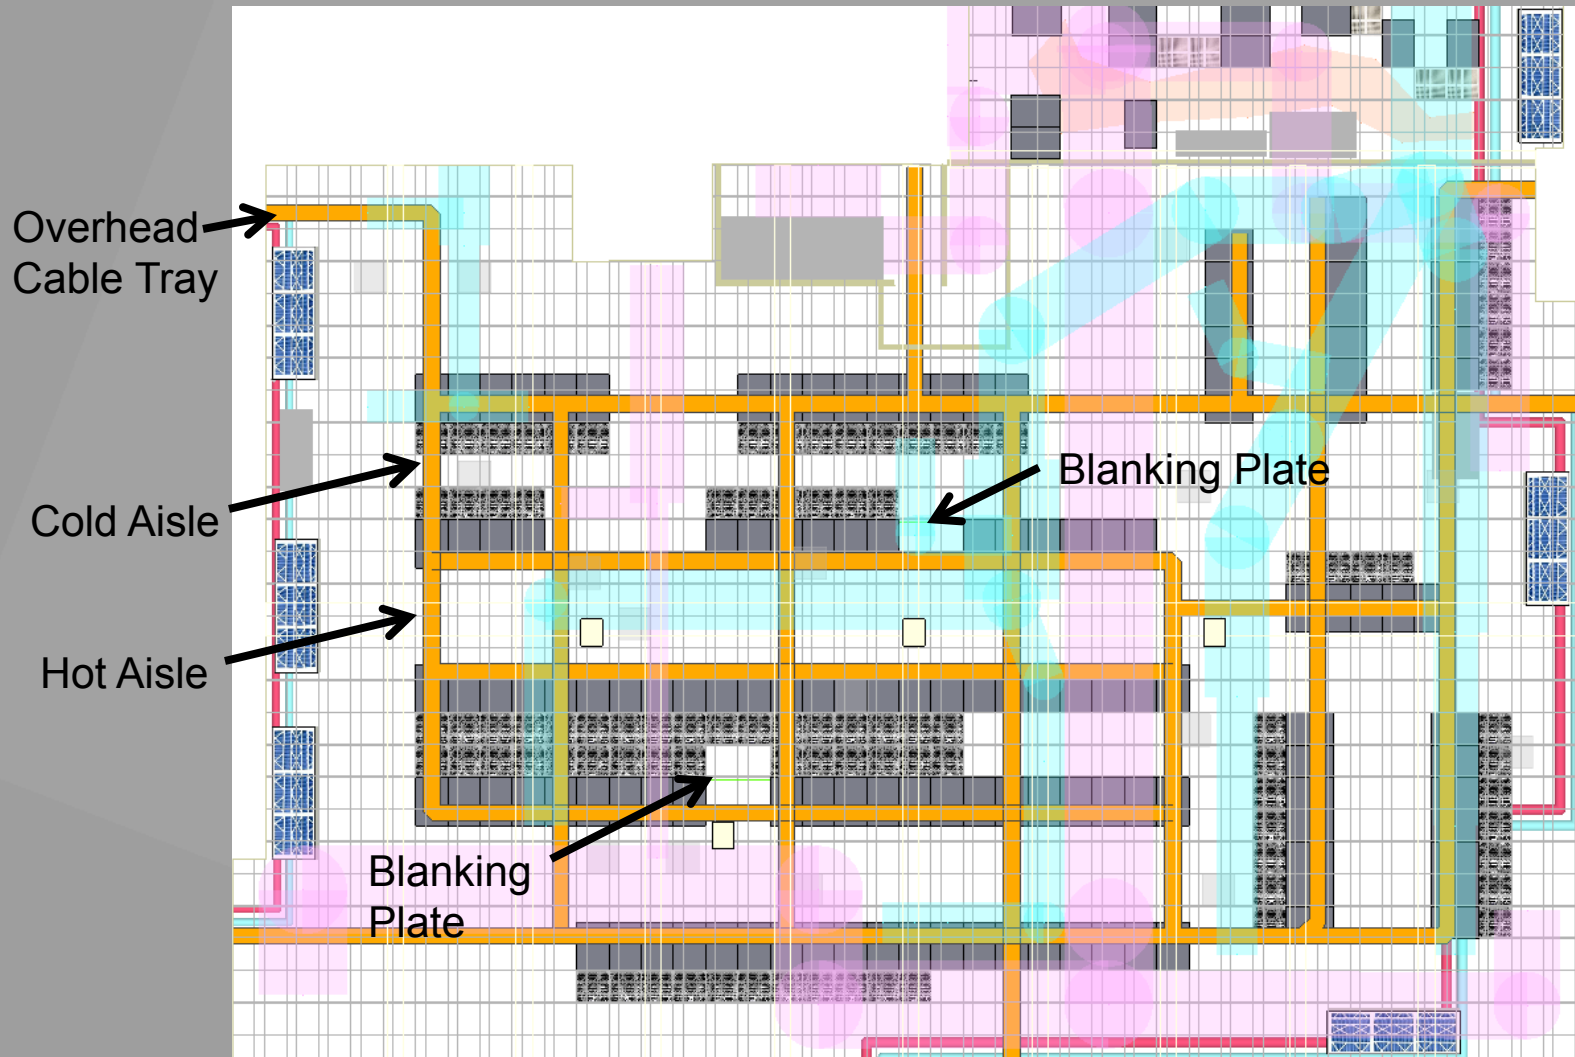 Overhead
Cable Tray
Cold Aisle
Blanking Plate
Hot Aisle
Blanking
Plate